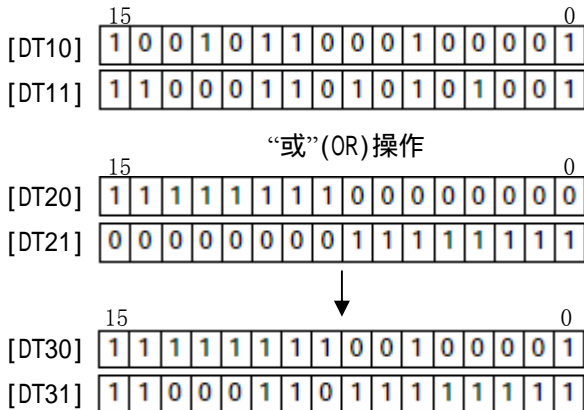 15 0
[DT10] 1 0 0 1 0 1 1 0 0 0 1 0 0 0 0 1
[DT11] 1 1 0 0 0 1 1 0 1 0 1 0 1 0 0 1
“或”(OR)操作
15 0
[DT20] 1 1 1 1 1 1 1 1 0 0 0 0 0 0 0 0
[DT21] 0 0 0 0 0 0 0 0 1 1 1 1 1 1 1 1
15 0
[DT30] 1 1 1 1 1 1 1 1 0 0 1 0 0 0 0 1
[DT31] 1 1 0 0 0 1 1 0 1 1 1 1 1 1 1 1